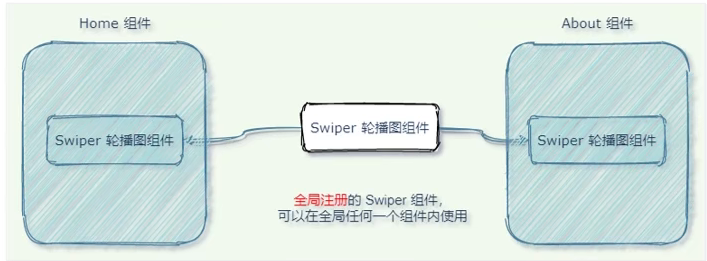 Home 组件
About 组件
Swiper 轮播图组件
Swiper 轮播图组件
Swiper 轮播图组件
全局注册的 Swiper 组件，
可以在全局任何一个组件内使用